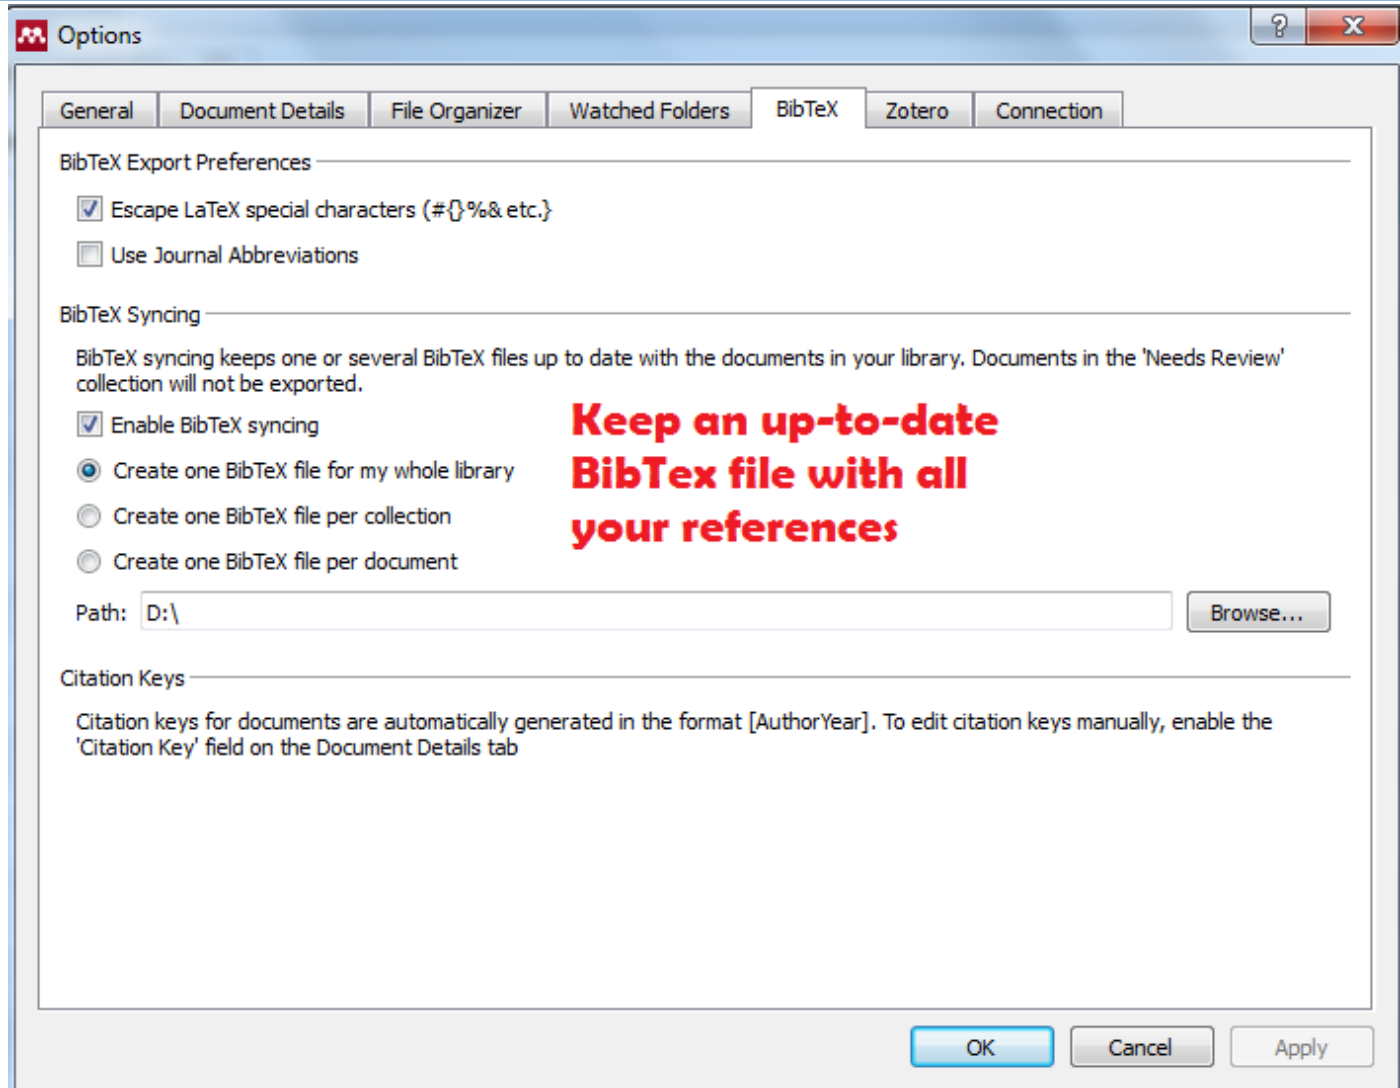 Options
General
Document Details
File Organizer
Watched Folders
BibTeX
Zotero
Connection
BibTeX Export Preferences
Escape LaTeX special characters (#{}%& etc.}
Use Journal Abbreviations
BibTeX Syncing
BibTeX syncing keeps one or several BibTeX files up to date with the documents in your library. Documents in the 'Needs Review'
collection will not be exported.
Enable BibTeX syncing
Create one BibTeX file for my whole library
Create one BibTeX file per collection
Create one BibTeX file per document
Keep an up-to-date
BibTex file with all
your references
Path: D:\
Browse...
Citation Keys
Citation keys for documents are automatically generated in the format [AuthorYear]. To edit citation keys manually, enable the
'Citation Key' field on the Document Details tab
OK
Cancel
Apply